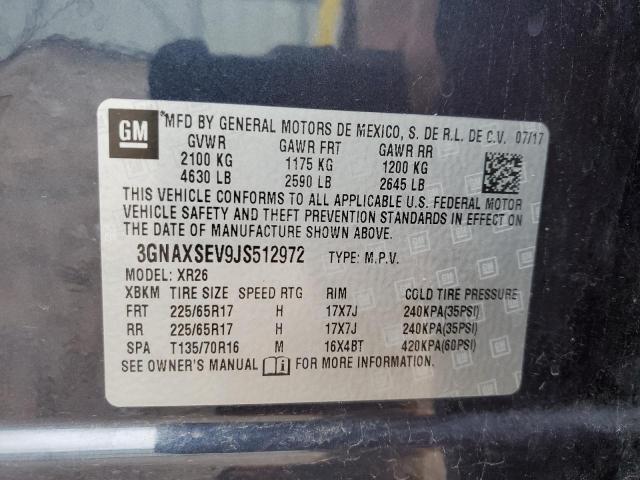 GM
*MFD BY GENERAL MOTORS DE MEXICO, S. DE R.L. DE C.V. 07/17
GVWR GAWR FRT GAWR RR
2100 KG 1175 KG 1200 KG
4630 LB 2590 LB 2645 LB
THIS VEHICLE CONFORMS TO ALL APPLICABLE U.S. FEDERAL MOTOR
VEHICLE SAFETY AND THEFT PREVENTION STANDARDS IN EFFECT ON
THE DATE OF MANUFACTURE SHOWN ABOVE.
3GNAXSEV9JS512972 TYPE: M.P.V.
MODEL: XR26
XBKM TIRE SIZE SPEED RTG RIM COLD TIRE PRESSURE
FRT 225/65R17 H 17X7J 240KPA(35PSI)
RR 225/65R17 H 17X7J 240KPA(35PSI)
SPA T135/70R16 M 16X4BT 420KPA(60PSI)
SEE OWNER'S MANUAL FOR MORE INFORMATION.